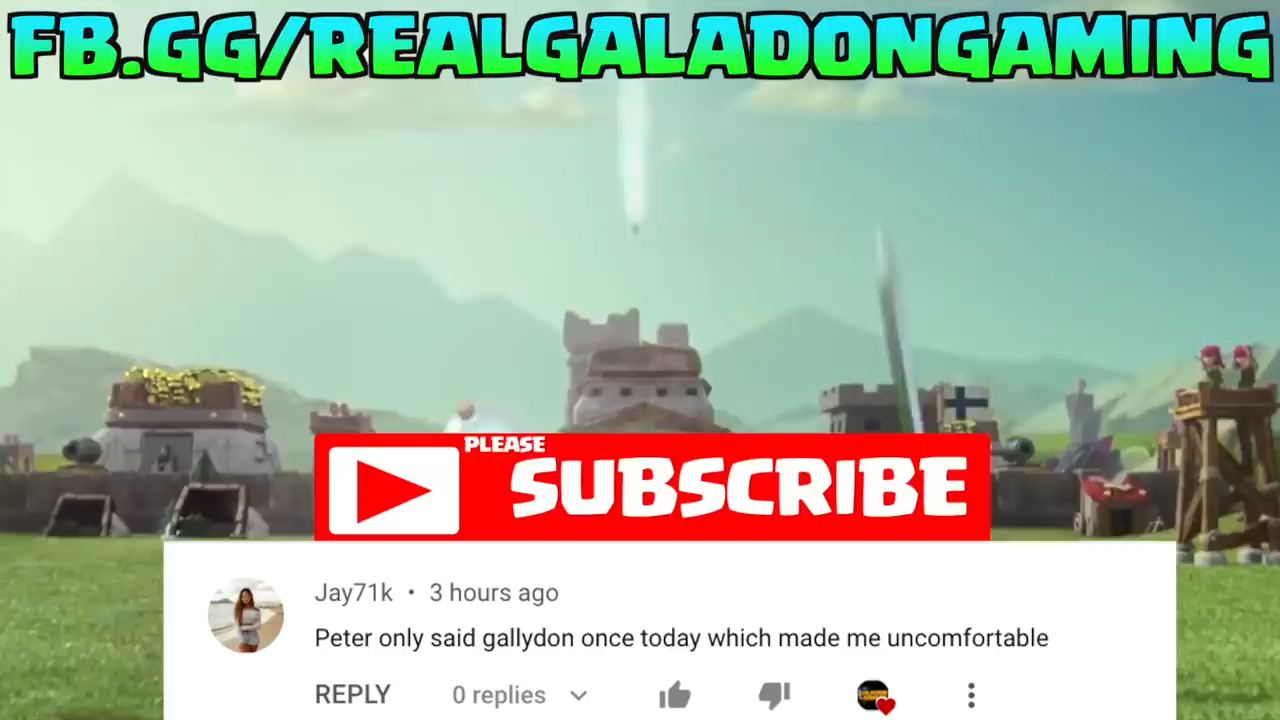 FB.GG/REALGALADONGAMING
PLEASE
SUBSCRIBE
Jay71k • 3 hours ago
Peter only said gallydon once today which made me uncomfortable
REPLY 0 replies